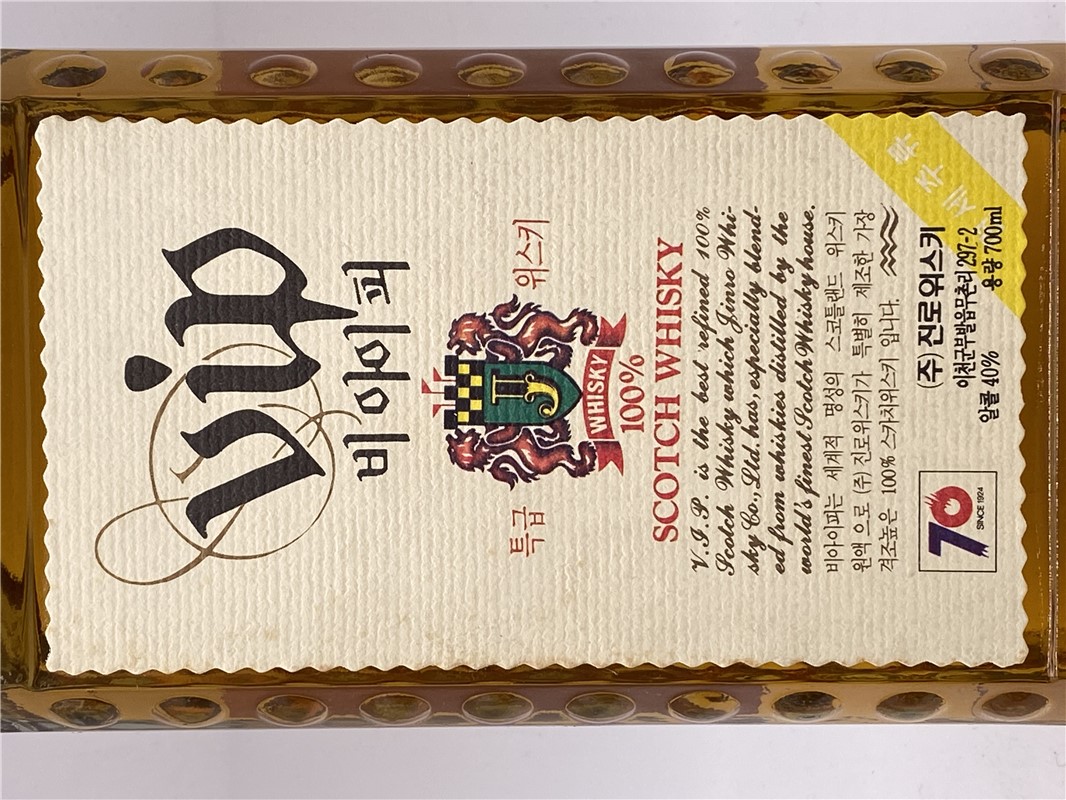 vip
비아이피
특급 위스키
J
WHISKY
100%
SCOTCH WHISKY
V.I.P. is the best refined 100%
Scotch Whisky which Jinro Whi-
sky Co., Ltd. has, especially blend-
ed from whiskies distilled by the
world's finest Scotch Whisky house.
비아이피는 세계적 명성의 스코틀랜드 위스키
원액 으로 (주) 진로위스키가 특별히 제조한 가장
격조높은 100% 스카치위스키 입니다.
70
SINCE 1924
(주) 진로위스키
이천군부발읍무촌리 297-2
알콜 40% 용량 700ml
세주류